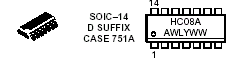 14
SOIC–14
D SUFFIX
CASE 751A
HC08A
AWLYWW
1